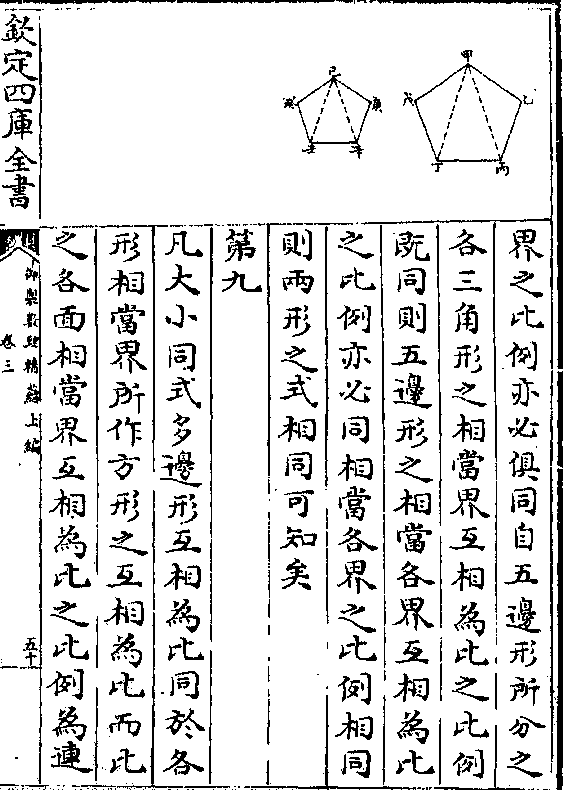 甲
乙
丙
丁
戊
己
庚
辛
壬
癸
界之比例亦必俱同自五邊形所分之
各三角形之相當界互相為比之比例
既同則五邊形之相當各界互相為比
之比例亦必同相當各界之比例相同
則兩形之式相同可知矣
第九
凡大小同式多邊形互相為比同於各
形相當界所作方形之互相為比而比
之各面相當界互相為比之比例為連
欽定四庫全書
御製數理精蘊上編
卷三
五十